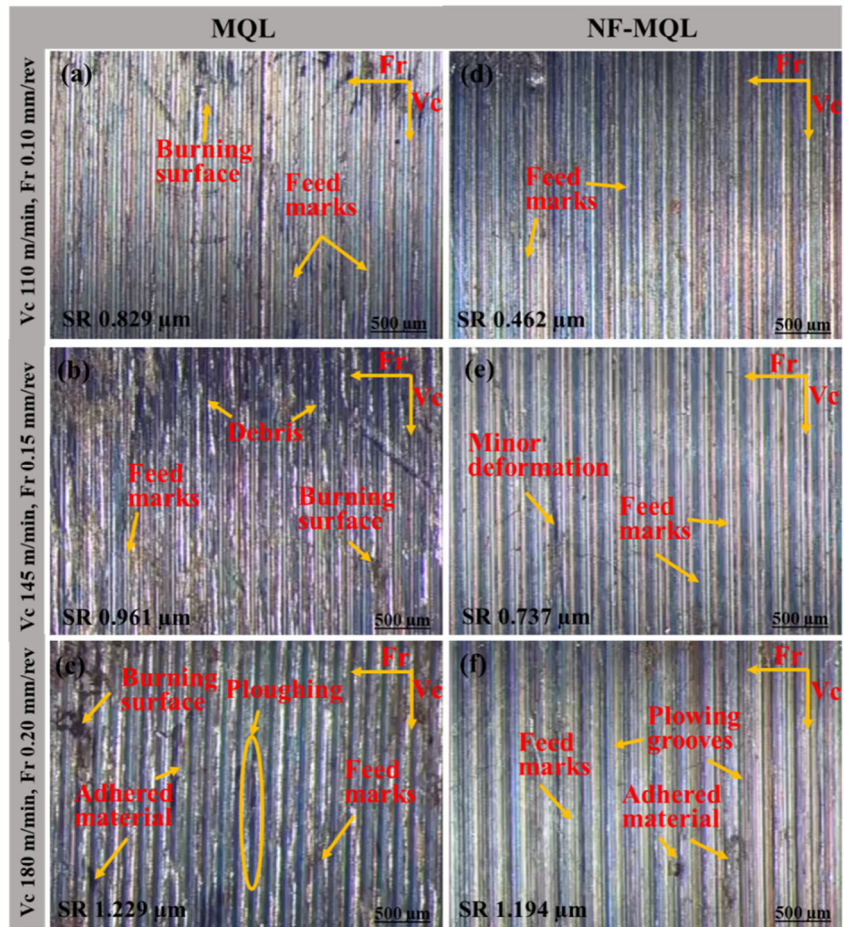 MQL
NF-MQL
Vc 110 m/min, Fr 0.10 mm/rev
(a)
Fr
Vc
Burning
surface
Feed
marks
SR 0.829 µm
500 µm
(d)
Fr
Vc
Feed
marks
SR 0.462 µm
500 µm
Vc 145 m/min, Fr 0.15 mm/rev
(b)
Fr
Vc
Debris
Feed
marks
Burning
surface
SR 0.961 µm
500 µm
(e)
Fr
Vc
Minor
deformation
Feed
marks
SR 0.737 µm
500 µm
Vc 180 m/min, Fr 0.20 mm/rev
(c)
Fr
Vc
Burning
surface
Ploughing
Adhered
material
Feed
marks
SR 1.229 µm
500 µm
(f)
Fr
Vc
Plowing
grooves
Feed
marks
Adhered
material
SR 1.194 µm
500 µm